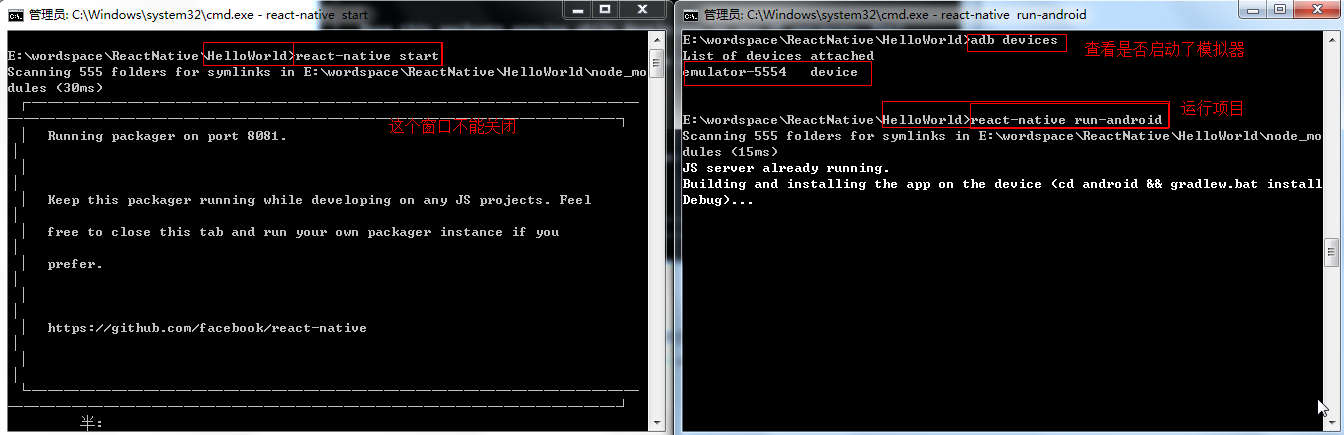 管理员: C:\Windows\system32\cmd.exe - react-native  start
E:\wordspace\ReactNative\HelloWorld>react-native start
Scanning 555 folders for symlinks in E:\wordspace\ReactNative\HelloWorld\node_mo
dules (30ms)
Running packager on port 8081.
这个窗口不能关闭
Keep this packager running while developing on any JS projects. Feel
free to close this tab and run your own packager instance if you
prefer.
https://github.com/facebook/react-native
半:
管理员: C:\Windows\system32\cmd.exe - react-native  run-android
E:\wordspace\ReactNative\HelloWorld>adb devices
查看是否启动了模拟器
List of devices attached
emulator-5554   device
运行项目
E:\wordspace\ReactNative\HelloWorld>react-native run-android
Scanning 555 folders for symlinks in E:\wordspace\ReactNative\HelloWorld\node_mo
dules (15ms)
JS server already running.
Building and installing the app on the device (cd android && gradlew.bat install
Debug)...